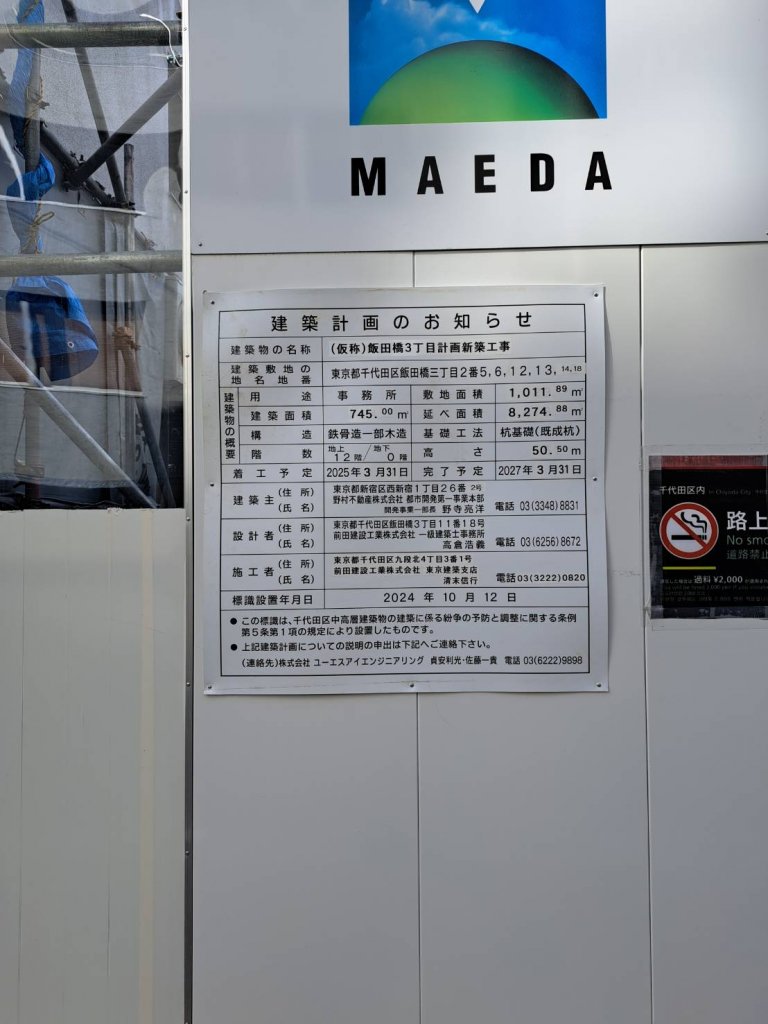 MAEDA
建築計画のお知らせ
建築物の名称 (仮称)飯田橋3丁目計画新築工事
建築敷地の地名地番 東京都千代田区飯田橋三丁目2番5,6,12,13,14,18
建築物の概要
用途 事務所 敷地面積 1,011.89㎡
建築面積 745.00㎡ 延べ面積 8,274.88㎡
構造 鉄骨造一部木造 基礎工法 杭基礎(既成杭)
階数 地上12階/地下0階 高さ 50.50m
着工予定 2025年3月31日 完了予定 2027年3月31日
建築主 (住所) 東京都新宿区西新宿1丁目26番2号
(氏名) 野村不動産株式会社 都市開発第一事業本部
開発事業一部長 野寺亮洋 電話 03(3348)8831
設計者 (住所) 東京都千代田区飯田橋3丁目11番18号
(氏名) 前田建設工業株式会社 一級建築士事務所
高倉浩義 電話 03(6256)8672
施工者 (住所) 東京都千代田区九段北4丁目3番1号
(氏名) 前田建設工業株式会社 東京建築支店
清末信行 電話03(3222)0820
標識設置年月日 2024年10月12日
● この標識は、千代田区中高層建築物の建築に係る紛争の予防と調整に関する条例
第5条第1項の規定により設置したものです。
● 上記建築計画についての説明の申出は下記へご連絡下さい。
(連絡先)株式会社 ユーエスアイエンジニアリング 貞安利光・佐藤一貴 電話 03(6222)9898
千代田区内
路上
No smo
道路禁止
過料 ¥2,000